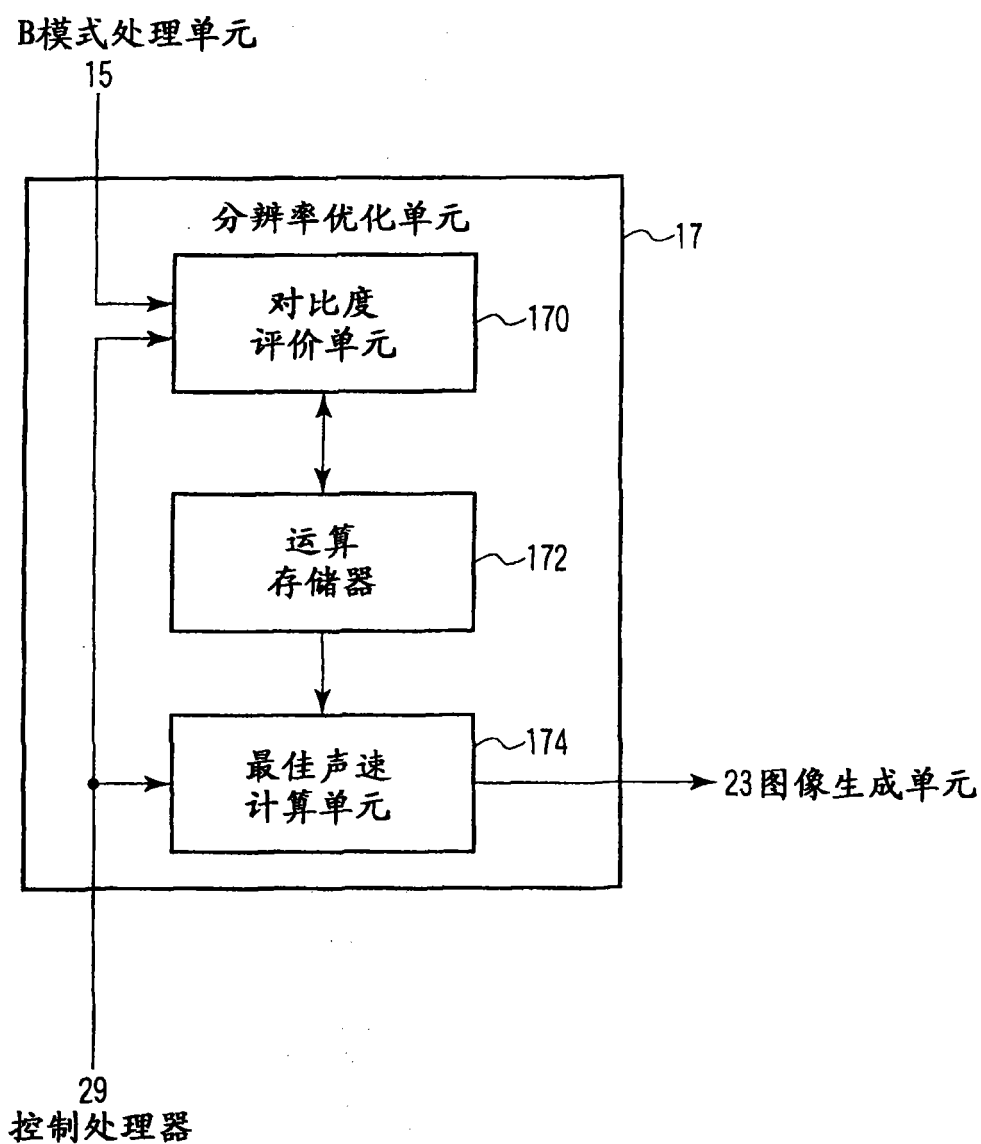 B模式处理单元
15
分辨率优化单元
17
对比度
评价单元
170
运算
存储器
172
最佳声速
计算单元
174
23图像生成单元
29
控制处理器